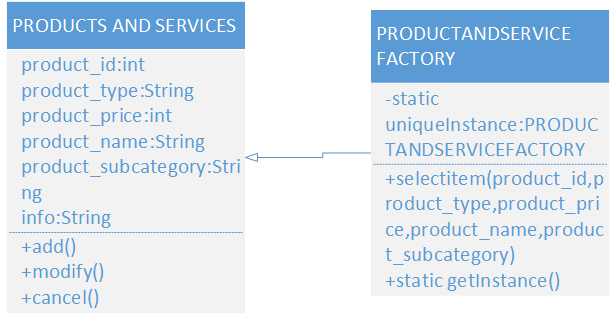 PRODUCTS AND SERVICES
product_id:int
product_type:String
product_price:int
product_name:String
product_subcategory:Stri
ng
info:String
+add()
+modify()
+cancel()
PRODUCTANDSERVICE
FACTORY
-static
uniqueInstance:PRODUC
TANDSERVICEFACTORY
+selectitem(product_id,p
roduct_type,product_pri
ce,product_name,produc
t_subcategory)
+static getInstance()